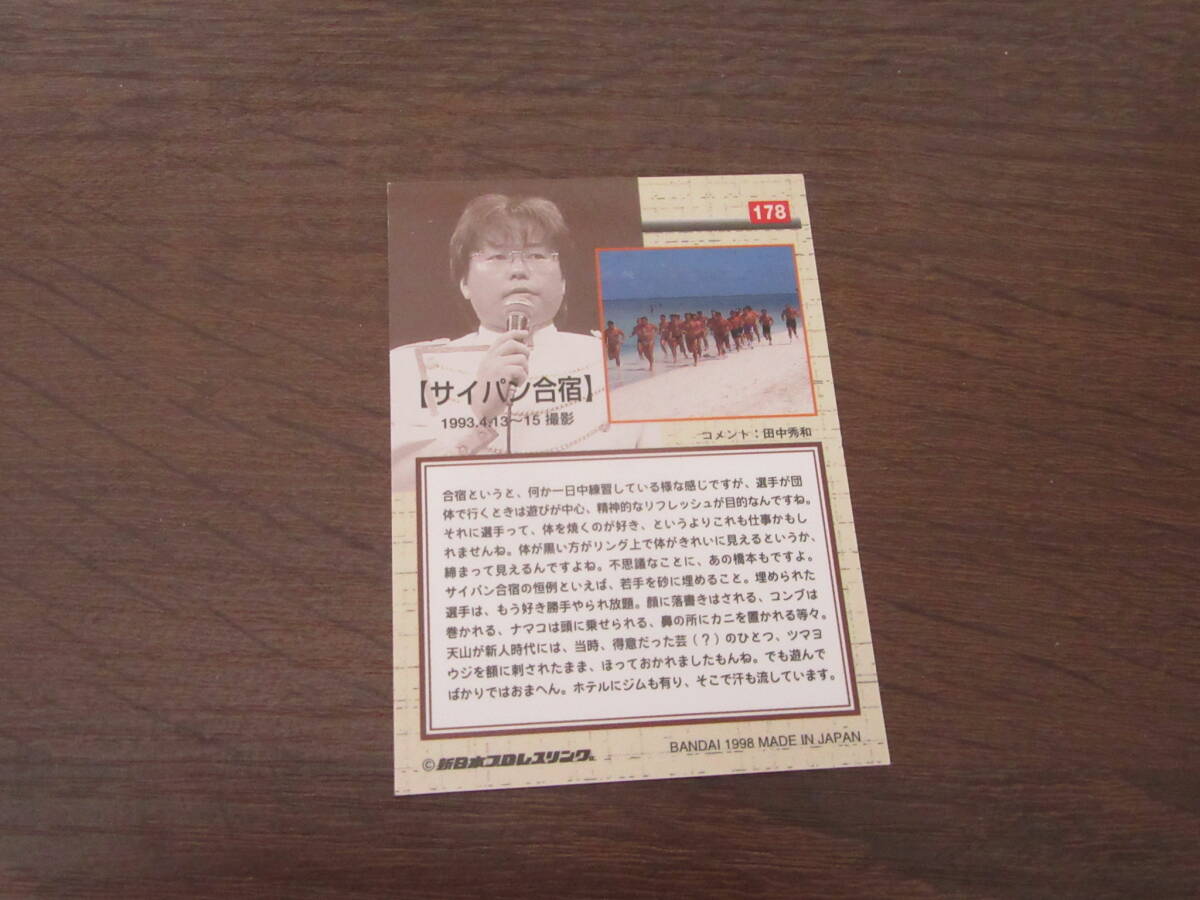 178
【サイパン合宿】
1993.4.13〜15 撮影
コメント：田中秀和
合宿というと、何か一日中練習している様な感じですが、選手が団
体で行くときは遊びが中心、精神的なリフレッシュが目的なんですね。
それに選手って、体を焼くのが好き、というよりこれも仕事かもし
れませんね。体が黒い方がリング上で体がきれいに見えるというか、
締まって見えるんですよね。不思議なことに、あの橋本もですよ。
サイパン合宿の恒例といえば、若手を砂に埋めること。埋められた
選手は、もう好き勝手やられ放題。顔に落書きはされる、コンブは
巻かれる、ナマコは頭に乗せられる、鼻の所にカニを置かれる等々。
天山が新人時代には、当時、得意だった芸（？）のひとつ、ツマヨ
ウジを額に刺されたまま、ほっておかれましたもんね。でも遊んで
ばかりではおまへん。ホテルにジムも有り、そこで汗も流しています。
©新日本プロレスリング
BANDAI 1998 MADE IN JAPAN